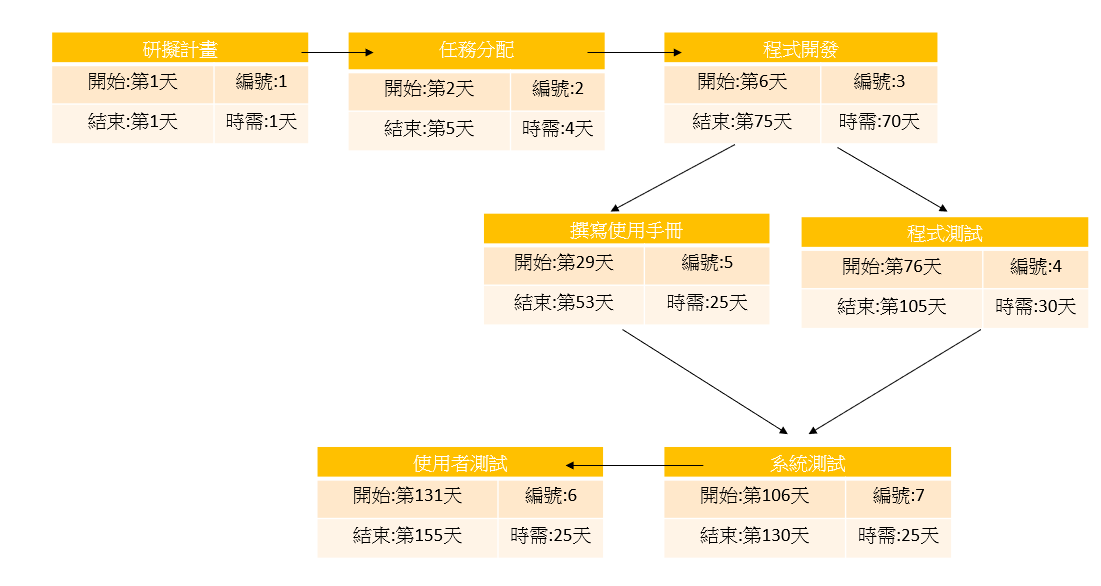 研擬計畫
開始:第1天 編號:1
結束:第1天 時需:1天
任務分配
開始:第2天 編號:2
結束:第5天 時需:4天
程式開發
開始:第6天 編號:3
結束:第75天 時需:70天
撰寫使用手冊
開始:第29天 編號:5
結束:第53天 時需:25天
程式測試
開始:第76天 編號:4
結束:第105天 時需:30天
使用者測試
開始:第131天 編號:6
結束:第155天 時需:25天
系統測試
開始:第106天 編號:7
結束:第130天 時需:25天